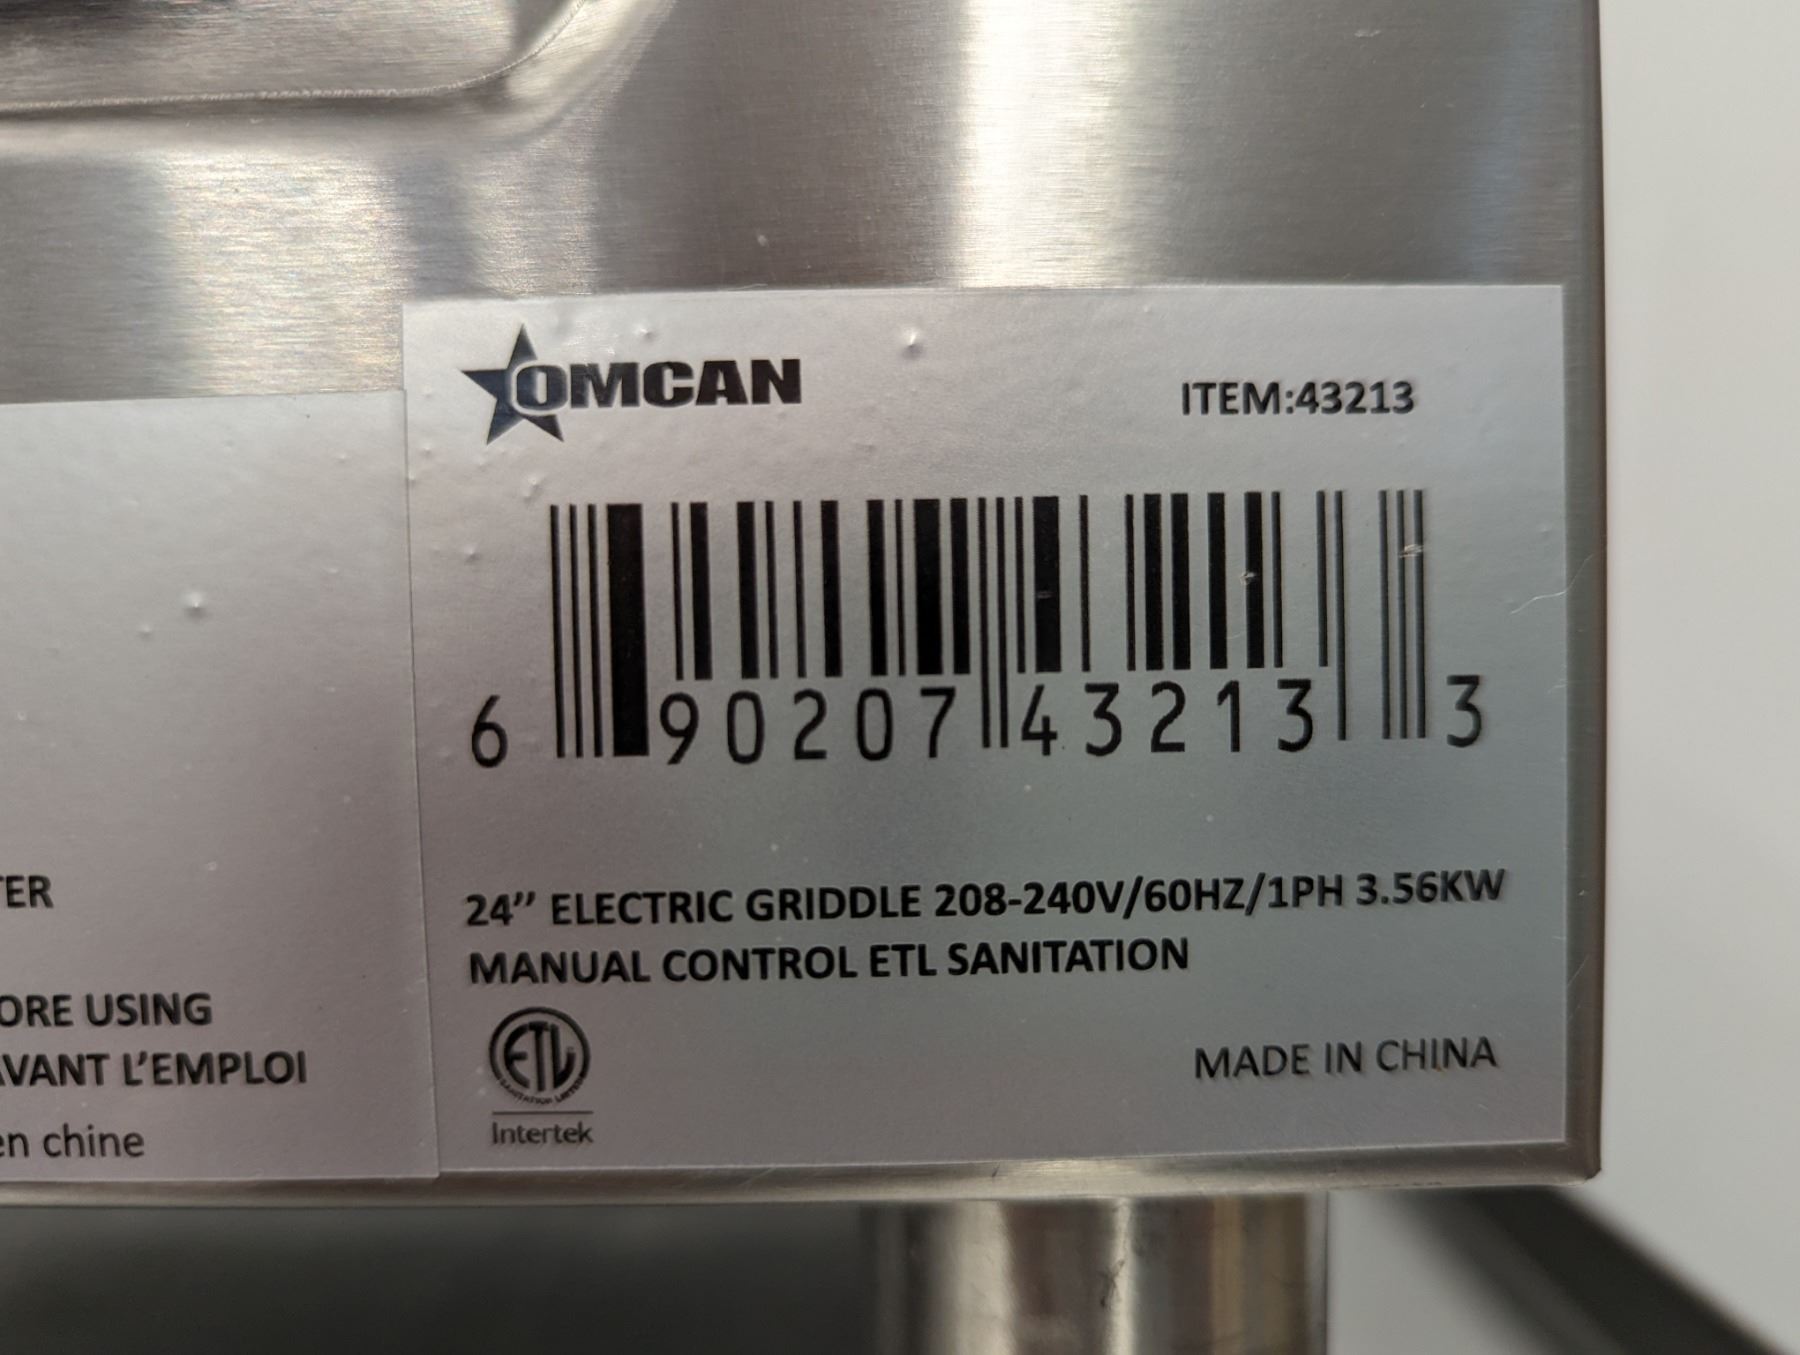 OMCAN
ITEM:43213
6 90207 43213 3
24” ELECTRIC GRIDDLE 208-240V/60HZ/1PH 3.56KW
MANUAL CONTROL ETL SANITATION
ETL
Intertek
MADE IN CHINA
TER
ORE USING
AVANT L’EMPLOI
en chine